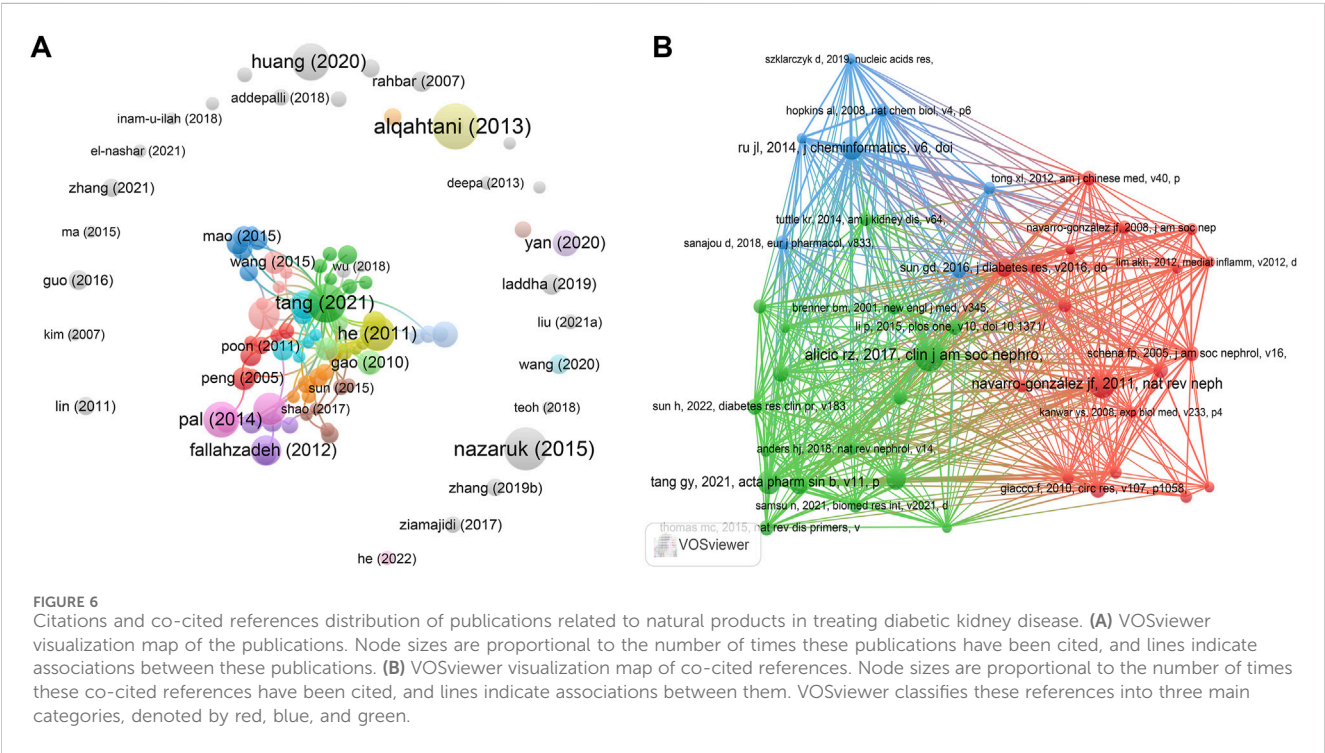 A
huang (2020)
rahbar (2007)
addepalli (2018)
inam-u-ilah (2018)
alqahtani (2013)
el-nashar (2021)
zhang (2021)
deepa (2013)
ma (2015)
mao (2015)
yan (2020)
wang (2015)
wu (2018)
guo (2016)
laddha (2019)
tang (2021)
liu (2021a)
kim (2007)
he (2011)
poon (2011)
gao (2010)
wang (2020)
peng (2005)
sun (2015)
lin (2011)
shao (2017)
teoh (2018)
pal (2014)
fallahzadeh (2012)
nazaruk (2015)
zhang (2019b)
ziamajidi (2017)
he (2022)
B
szklarczyk d, 2019, nucleic acids res,
hopkins al, 2008, nat chem biol, v4, p6
ru jl, 2014, j cheminformatics, v6, doi
tong xl, 2012, am j chinese med, v40, p
tuttle kr, 2014, am j kidney dis, v64,
navarro-gonzález jf, 2008, j am soc nep
sanajou d, 2018, eur j pharmacol, v833,
lim akh, 2012, mediat inflamm, v2012, d
sun gd, 2016, j diabetes res, v2016, do
brenner bm, 2001, new engl j med, v345,
li p, 2015, plos one, v10, doi 10.1371/
alicic rz, 2017, clin j am soc nephro,
schena fp, 2005, j am soc nephrol, v16,
navarro-gonzález jf, 2011, nat rev neph
sun h, 2022, diabetes res clin pr, v183
kanwar ys, 2008, exp biol med, v233, p4
anders hj, 2018, nat rev nephrol, v14,
tang gy, 2021, acta pharm sin b, v11, p
giacco f, 2010, circ res, v107, p1058,
samsu n, 2021, biomed res int, v2021, d
thomas mc, 2015, nat rev dis primers, v
VOSviewer
FIGURE 6
Citations and co-cited references distribution of publications related to natural products in treating diabetic kidney disease. (A) VOSviewer
visualization map of the publications. Node sizes are proportional to the number of times these publications have been cited, and lines indicate
associations between these publications. (B) VOSviewer visualization map of co-cited references. Node sizes are proportional to the number of times
these co-cited references have been cited, and lines indicate associations between them. VOSviewer classifies these references into three main
categories, denoted by red, blue, and green.